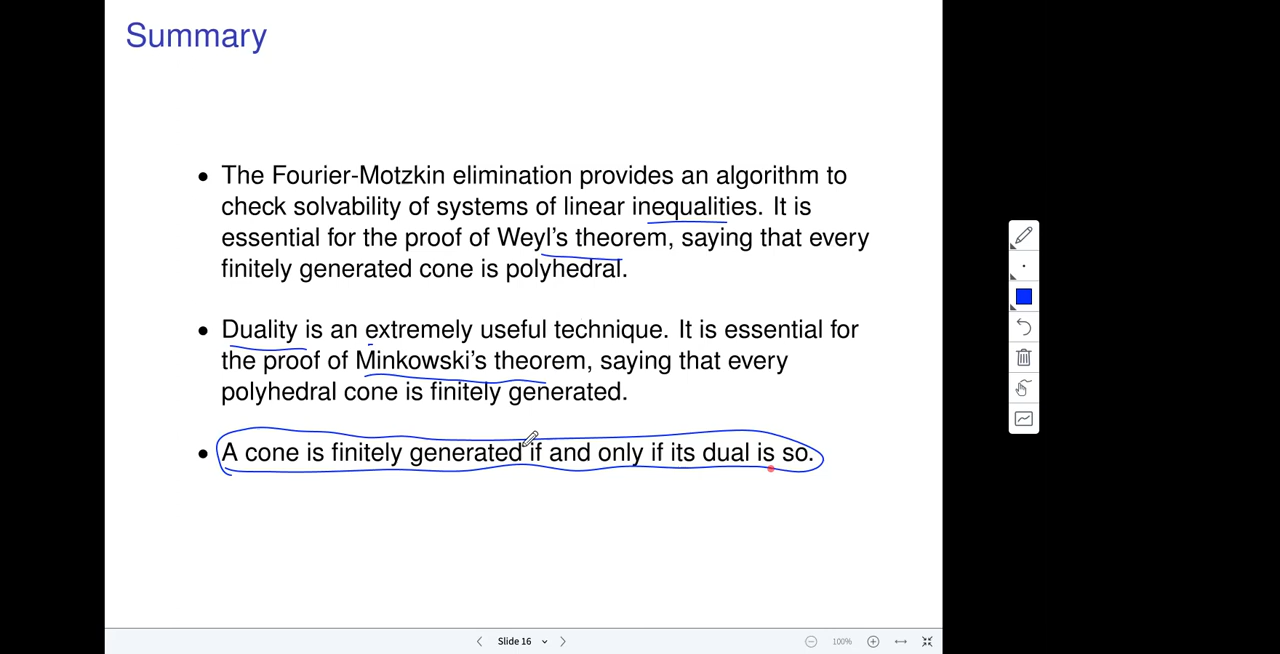 Summary
• The Fourier-Motzkin elimination provides an algorithm to
check solvability of systems of linear inequalities. It is
essential for the proof of Weyl's theorem, saying that every
finitely generated cone is polyhedral.
• Duality is an extremely useful technique. It is essential for
the proof of Minkowski's theorem, saying that every
polyhedral cone is finitely generated.
• A cone is finitely generated if and only if its dual is so.
Slide 16
100%